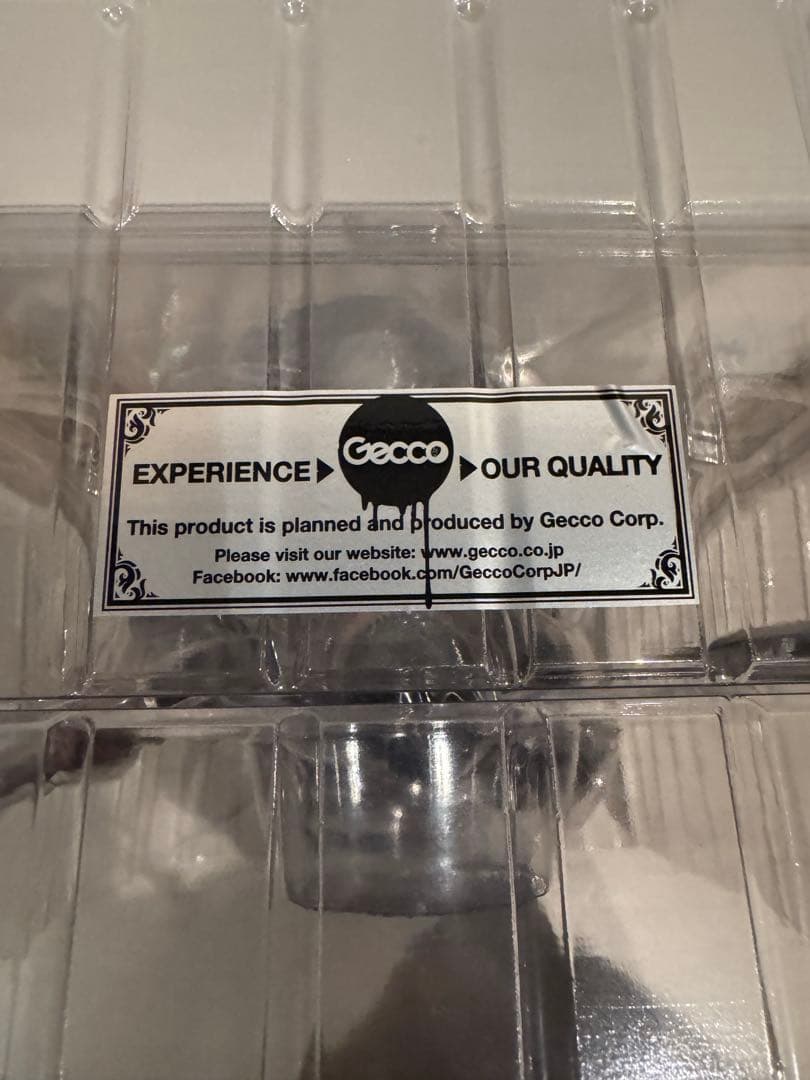 EXPERIENCE Gecco OUR QUALITY
This product is planned and produced by Gecco Corp.
Please visit our website: www.gecco.co.jp
Facebook: www.facebook.com/GeccoCorpJP/